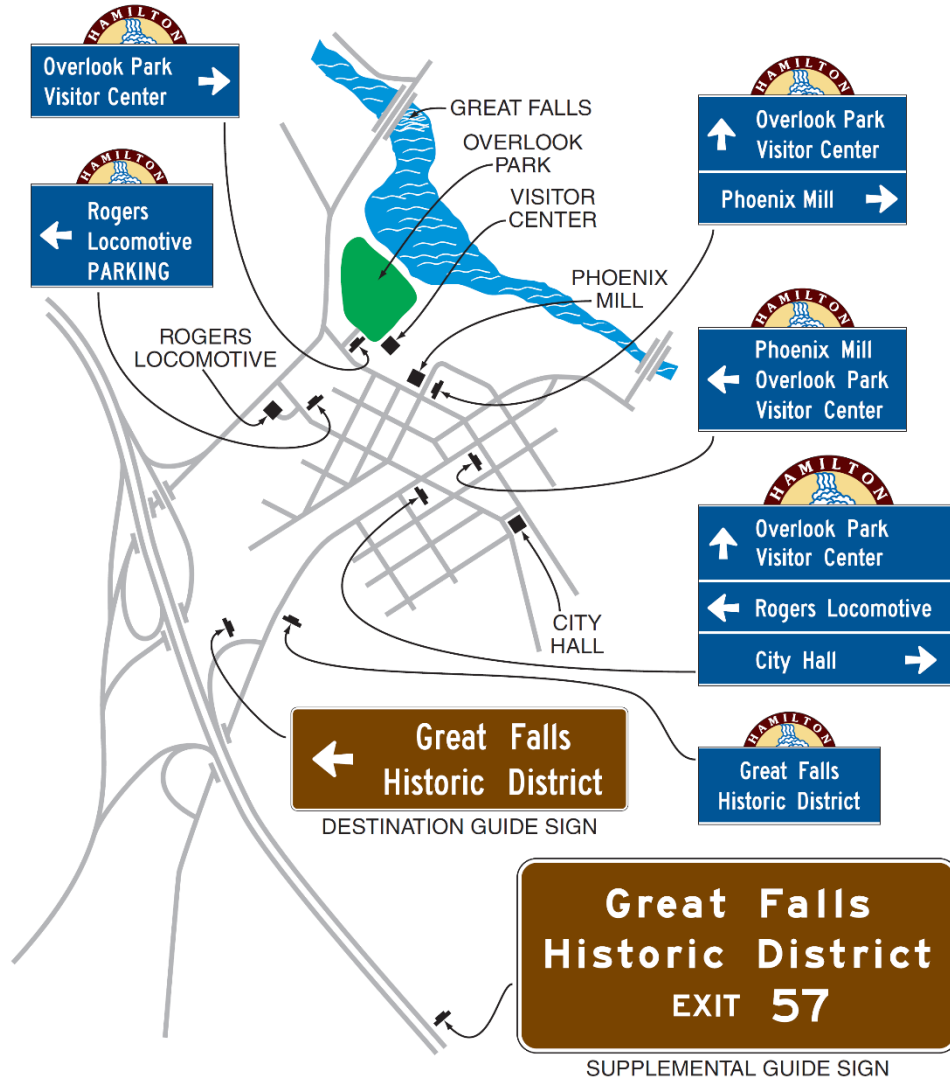 HAMILTON
Overlook Park
Visitor Center
HAMILTON
Rogers
Locomotive
PARKING
GREAT FALLS
OVERLOOK
PARK
VISITOR
CENTER
PHOENIX
MILL
ROGERS
LOCOMOTIVE
CITY
HALL
HAMILTON
Overlook Park
Visitor Center
Phoenix Mill
HAMILTON
Phoenix Mill
Overlook Park
Visitor Center
HAMILTON
Overlook Park
Visitor Center
Rogers Locomotive
City Hall
HAMILTON
Great Falls
Historic District
Great Falls
Historic District
DESTINATION GUIDE SIGN
Great Falls
Historic District
EXIT 57
SUPPLEMENTAL GUIDE SIGN